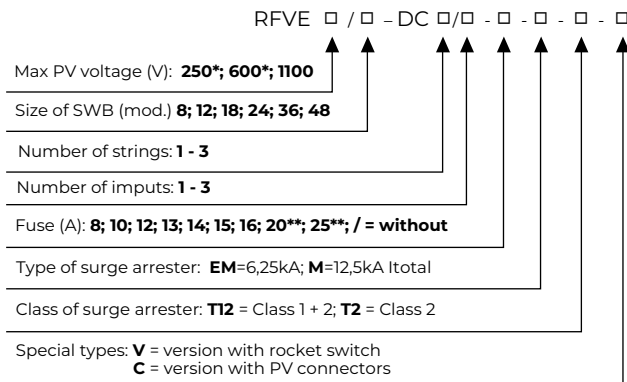 RFVE □ / □ – DC □/□ - □ - □ - □ - □
Max PV voltage (V): 250*; 600*; 1100
Size of SWB (mod.) 8; 12; 18; 24; 36; 48
Number of strings: 1 - 3
Number of imputs: 1 - 3
Fuse (A): 8; 10; 12; 13; 14; 15; 16; 20**; 25**; / = without
Type of surge arrester: EM=6,25kA; M=12,5kA Itotal
Class of surge arrester: T12 = Class 1 + 2; T2 = Class 2
Special types: V = version with rocket switch
C = version with PV connectors